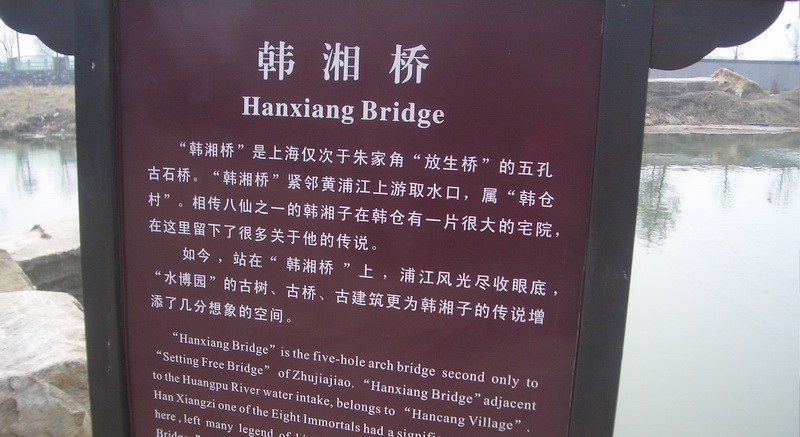 韩湘桥
Hanxiang Bridge
“韩湘桥”是上海仅次于朱家角“放生桥”的五孔
古石桥。“韩湘桥”紧邻黄浦江上游取水口，属“韩仓
村”。相传八仙之一的韩湘子在韩仓有一片很大的宅院，
在这里留下了很多关于他的传说。
如今，站在“韩湘桥”上，浦江风光尽收眼底，
“水博园”的古树、古桥、古建筑更为韩湘子的传说增
添了几分想象的空间。
“Hanxiang Bridge” is the five-hole arch bridge second only to
“Setting Free Bridge” of Zhujiajiao. “Hanxiang Bridge” adjacent
to the Huangpu River water intake, belongs to “Hancang Village”.
Han Xiangzi one of the Eight Immortals had a
here, left many legend of
Bridge”